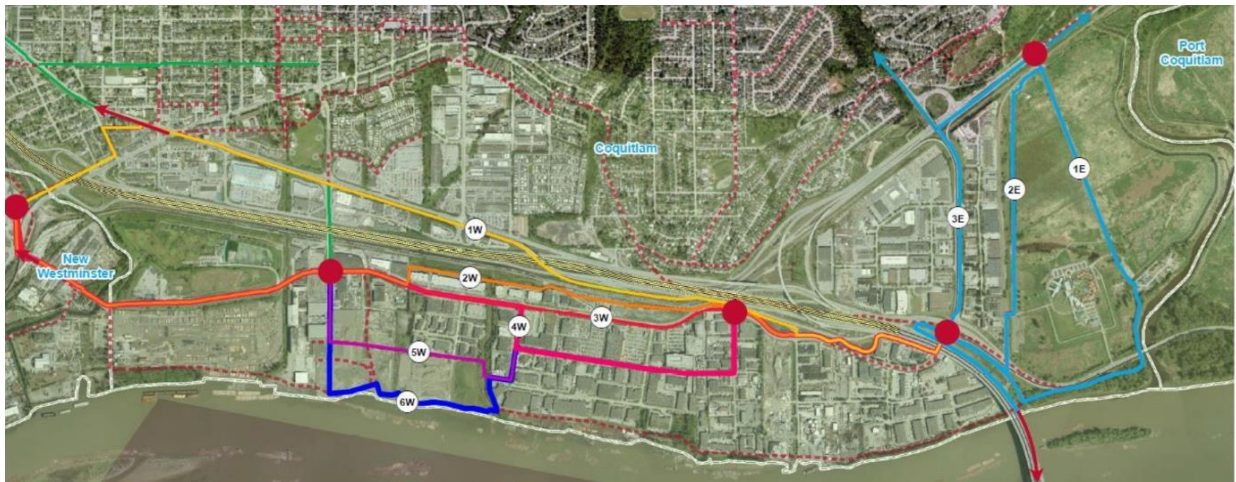 Port
Coquitlam
Coquitlam
1E
2E
3E
1W
New
Westminster
2W
3W
4W
5W
6W